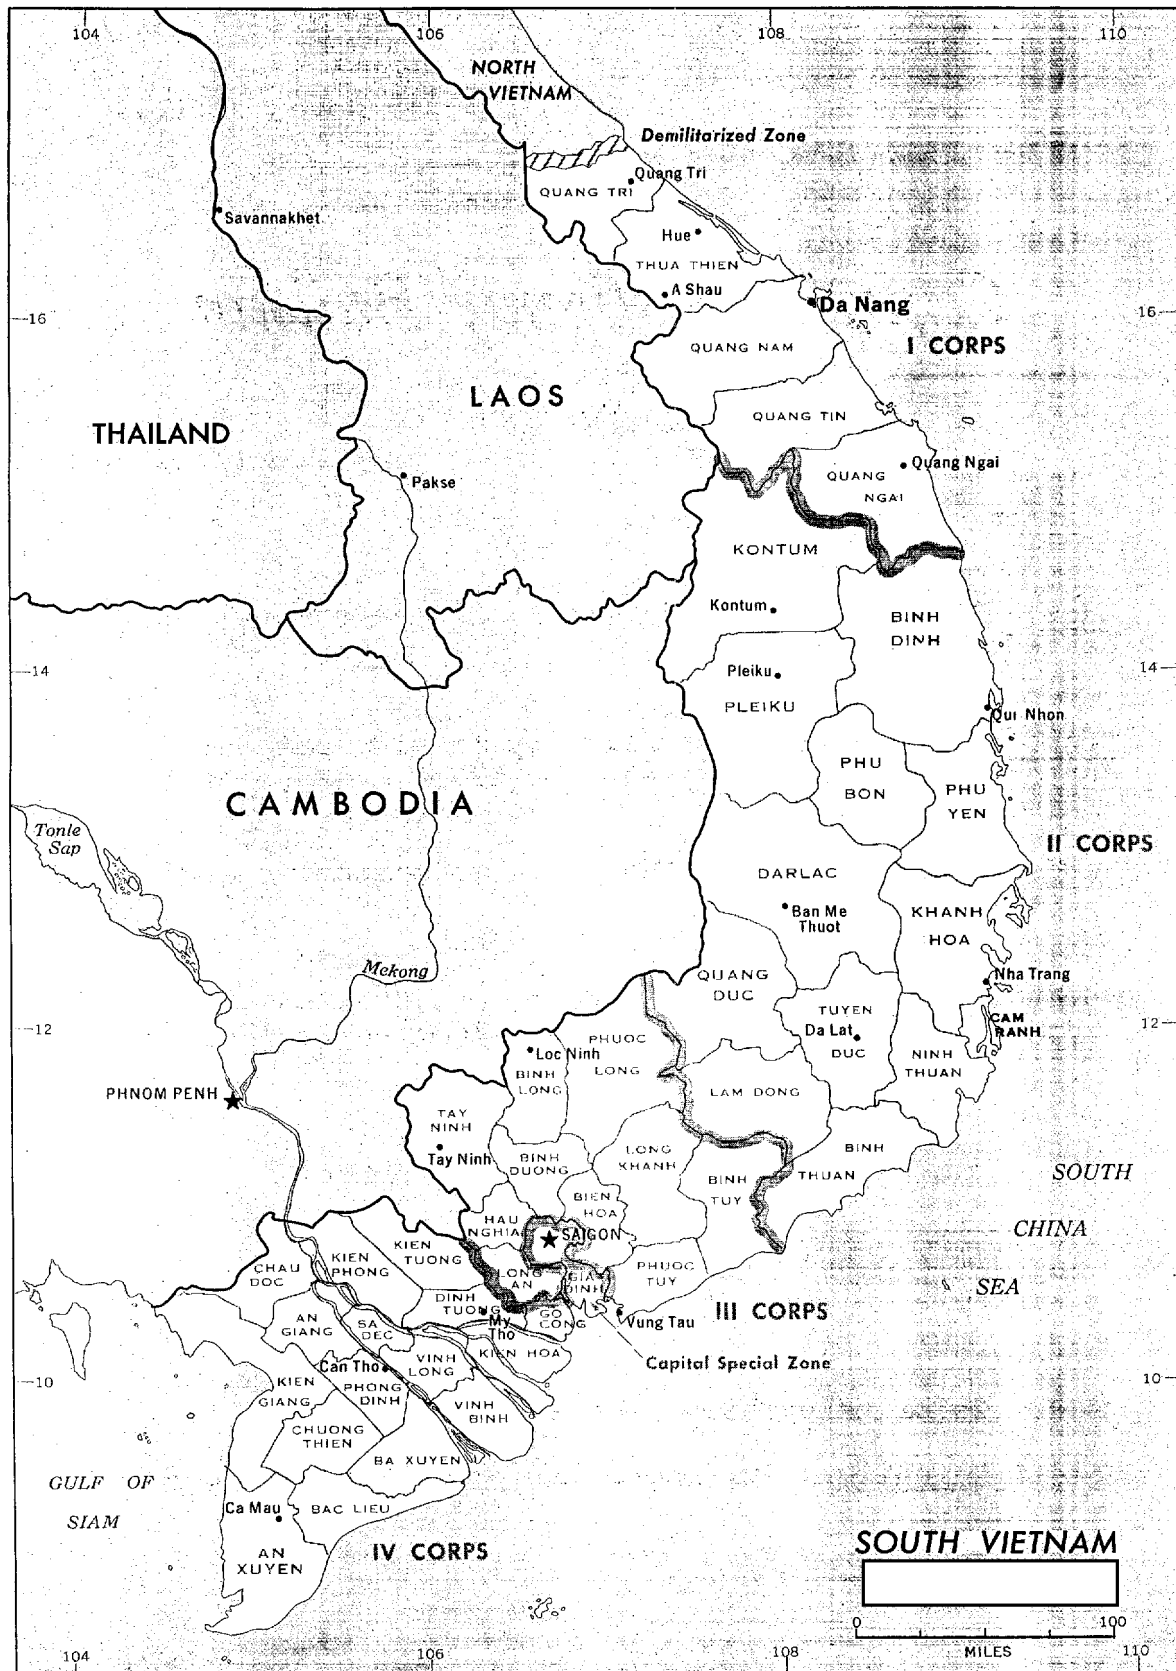 104
106
108
110
NORTH
VIETNAM
Demilitarized Zone
Quang Tri
QUANG TRI
Savannakhet
Hue
THUA THIEN
A Shau
Da Nang
16
16
I CORPS
QUANG NAM
LAOS
QUANG TIN
THAILAND
Quang Ngai
QUANG
NGAI
Pakse
KONTUM
Kontum
BINH
DINH
14
14
Pleiku
PLEIKU
Qui Nhon
PHU
BON
PHU
YEN
CAMBODIA
Tonle
Sap
II CORPS
DARLAC
Ban Me
Thuot
KHANH
HOA
Mekong
QUANG
DUC
Nha Trang
TUYEN
Da Lat
DUC
CAM
RANH
12
12
PHUOC
LONG
Loc Ninh
BINH
LONG
NINH
THUAN
LAM DONG
PHNOM PENH
TAY
NINH
Tay Ninh
BINH
DUONG
LONG
KHANH
BINH
THUAN
BINH
TUY
SOUTH
CHINA
SEA
BIEN
HOA
HAU
NGHIA
SAIGON
KIEN
TUONG
KIEN
PHONG
CHAU
DOC
LONG
AN
GIA
DINH
PHUOC
TUY
DINH
TUONG
My
Tho
GO
CONG
Vung Tau
III CORPS
AN
GIANG
SA
DEC
VINH
LONG
KIEN HOA
Capital Special Zone
Can Tho
PHONG
DINH
10
10
KIEN
GIANG
VINH
BINH
CHUONG
THIEN
BA XUYEN
GULF OF
SIAM
Ca Mau
BAC LIEU
AN
XUYEN
IV CORPS
SOUTH VIETNAM
0
100
MILES
104
106
108
110